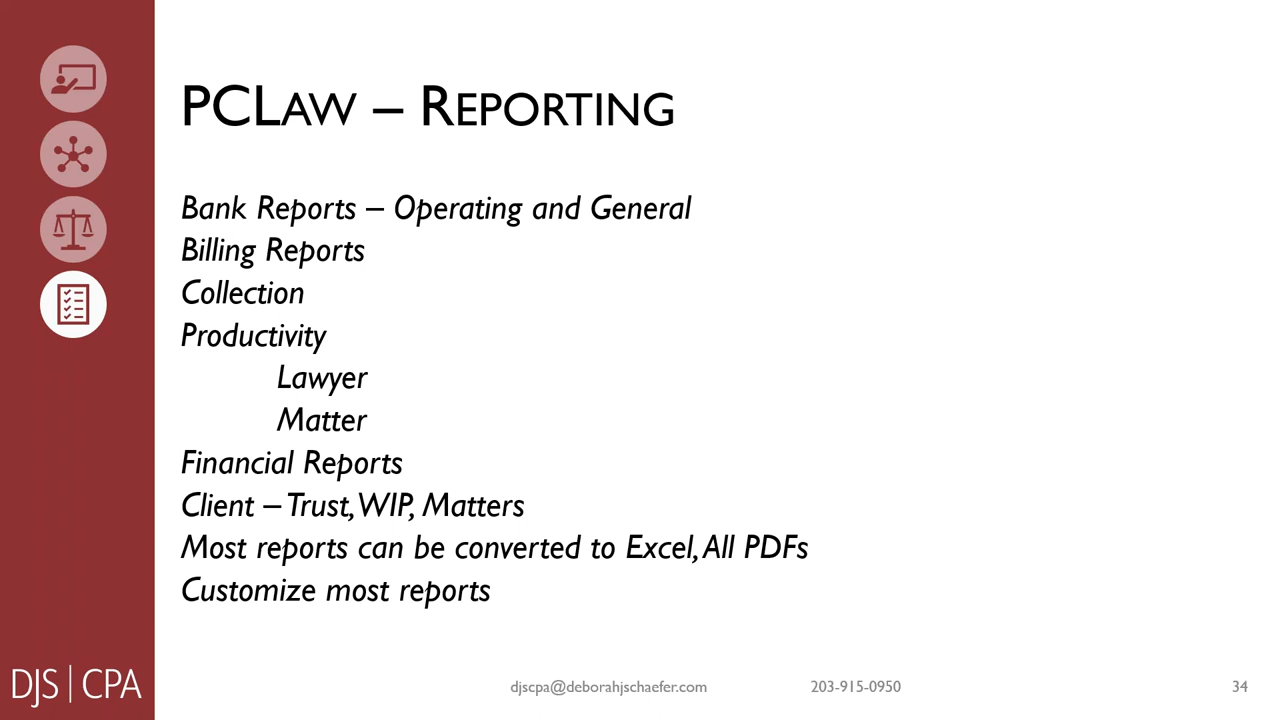 PCLAW – REPORTING
Bank Reports – Operating and General
Billing Reports
Collection
Productivity
Lawyer
Matter
Financial Reports
Client – Trust, WIP, Matters
Most reports can be converted to Excel, All PDFs
Customize most reports
DJS | CPA
djscpa@deborahjschaefer.com
203-915-0950
34